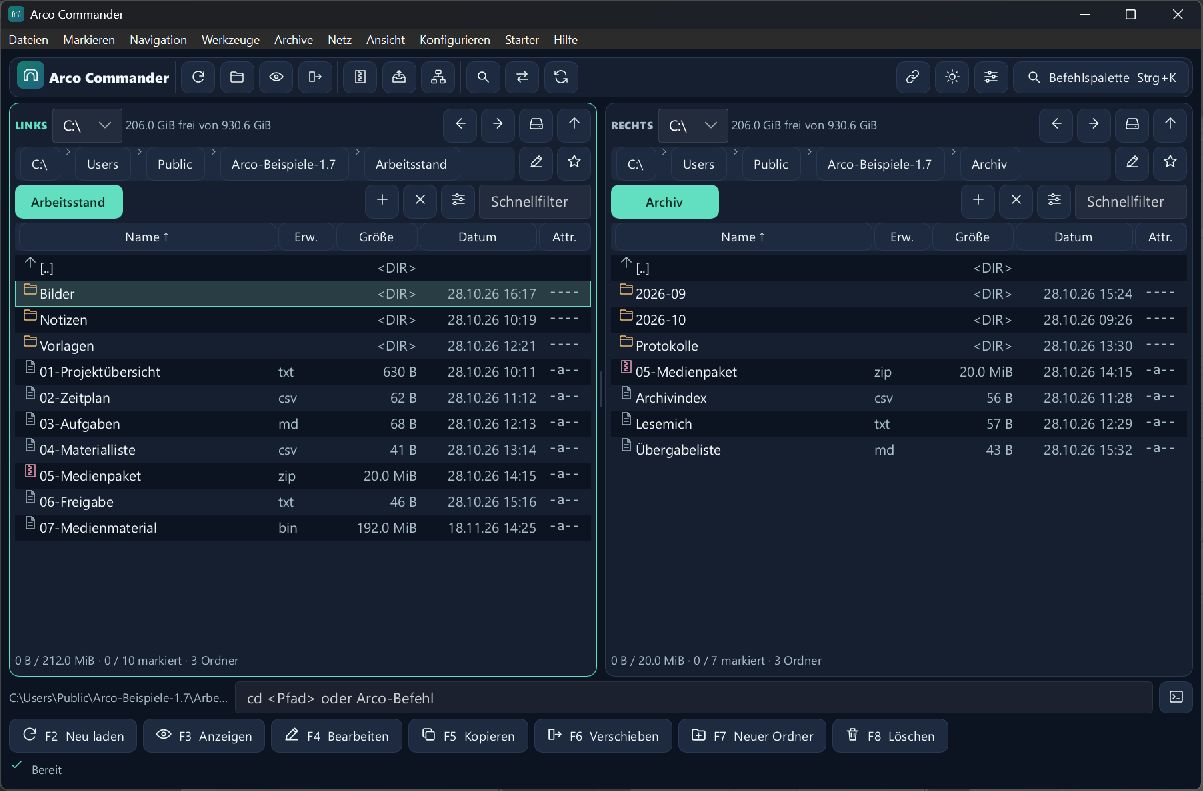 Arco Commander
Dateien Markieren Navigation Werkzeuge Archive Netz Ansicht Konfigurieren Starter Hilfe
Arco Commander Befehlspalette Strg+K
LINKS C:\ 206.0 GiB frei von 930.6 GiB
C:\ > Users > Public > Arco-Beispiele-1.7 > Arbeitsstand
Arbeitsstand + × Schnellfilter
Name ↑ Erw. Größe Datum Attr.
↑ [..] <DIR>
Bilder <DIR> 28.10.26 16:17 ----
Notizen <DIR> 28.10.26 10:19 ----
Vorlagen <DIR> 28.10.26 12:21 ----
01-Projektübersicht txt 630 B 28.10.26 10:11 -a--
02-Zeitplan csv 62 B 28.10.26 11:12 -a--
03-Aufgaben md 68 B 28.10.26 12:13 -a--
04-Materialliste csv 41 B 28.10.26 13:14 -a--
05-Medienpaket zip 20.0 MiB 28.10.26 14:15 -a--
06-Freigabe txt 46 B 28.10.26 15:16 -a--
07-Medienmaterial bin 192.0 MiB 18.11.26 14:25 -a--
0 B / 212.0 MiB · 0 / 10 markiert · 3 Ordner
RECHTS C:\ 206.0 GiB frei von 930.6 GiB
C:\ > Users > Public > Arco-Beispiele-1.7 > Archiv
Archiv + × Schnellfilter
Name ↑ Erw. Größe Datum Attr.
↑ [..] <DIR>
2026-09 <DIR> 28.10.26 15:24 ----
2026-10 <DIR> 28.10.26 09:26 ----
Protokolle <DIR> 28.10.26 13:30 ----
05-Medienpaket zip 20.0 MiB 28.10.26 14:15 -a--
Archivindex csv 56 B 28.10.26 11:28 -a--
Lesemich txt 57 B 28.10.26 12:29 -a--
Übergabeliste md 43 B 28.10.26 15:32 -a--
0 B / 20.0 MiB · 0 / 7 markiert · 3 Ordner
C:\Users\Public\Arco-Beispiele-1.7\Arbe... cd <Pfad> oder Arco-Befehl
F2 Neu laden F3 Anzeigen F4 Bearbeiten F5 Kopieren F6 Verschieben F7 Neuer Ordner F8 Löschen
Bereit